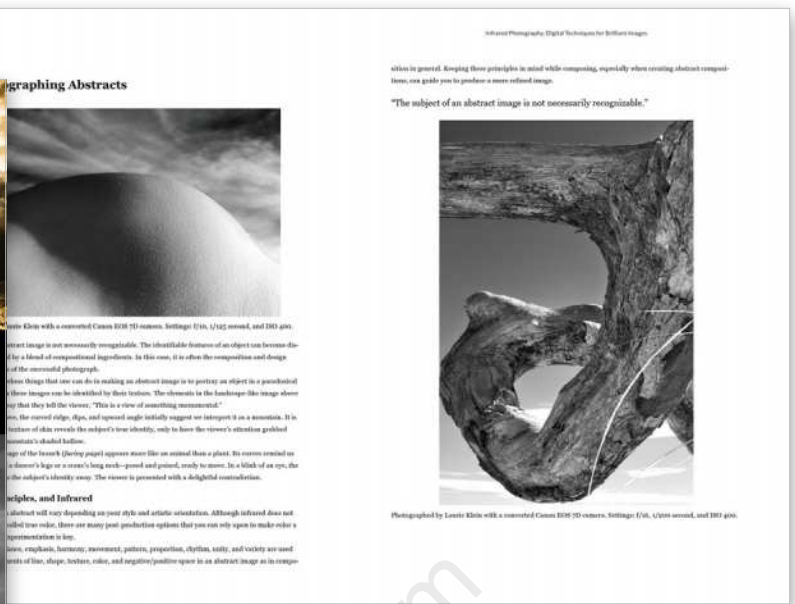 ographing Abstracts
Laurie Klein with a converted Canon EOS 7D camera. Settings: f/10, 1/125 second, and ISO 400.
abstract image is not necessarily recognizable. The identifiable features of an object can become dis-
d by a blend of compositional ingredients. In this case, it is often the composition and design
e of the successful photograph.
things that one can do in making an abstract image is to portray an object in a paradoxical
these images can be identified by their texture. The elements in the landscape-like image above
way that they tell the viewer, "This is a view of something monumental."
the curved ridge, dips, and upward angle initially suggest we interpret it as a mountain. It is
texture of skin reveals the subject's true identity, only to have the viewer's attention grabbed
mountain's shaded hollow.
image of the branch (facing page) appears more like an animal than a plant. Its curves remind us
a dancer's legs or a crane's long neck—posed and poised, ready to move. In a blink of an eye, the
the subject's identity away. The viewer is presented with a delightful contradiction.
nciples, and Infrared
abstract will vary depending on your style and artistic orientation. Although infrared does not
called true color, there are many post-production options that you can rely upon to make color a
xperimentation is key.
lance, emphasis, harmony, movement, pattern, proportion, rhythm, unity, and variety are used
ments of line, shape, texture, color, and negative/positive space in an abstract image as in compo-
Infrared Photography: Digital Techniques for Brilliant Images
sition in general. Keeping these principles in mind while composing, especially when creating abstract composi-
tions, can guide you to produce a more refined image.
"The subject of an abstract image is not necessarily recognizable."
Photographed by Laurie Klein with a converted Canon EOS 7D camera. Settings: f/16, 1/200 second, and ISO 400.
m